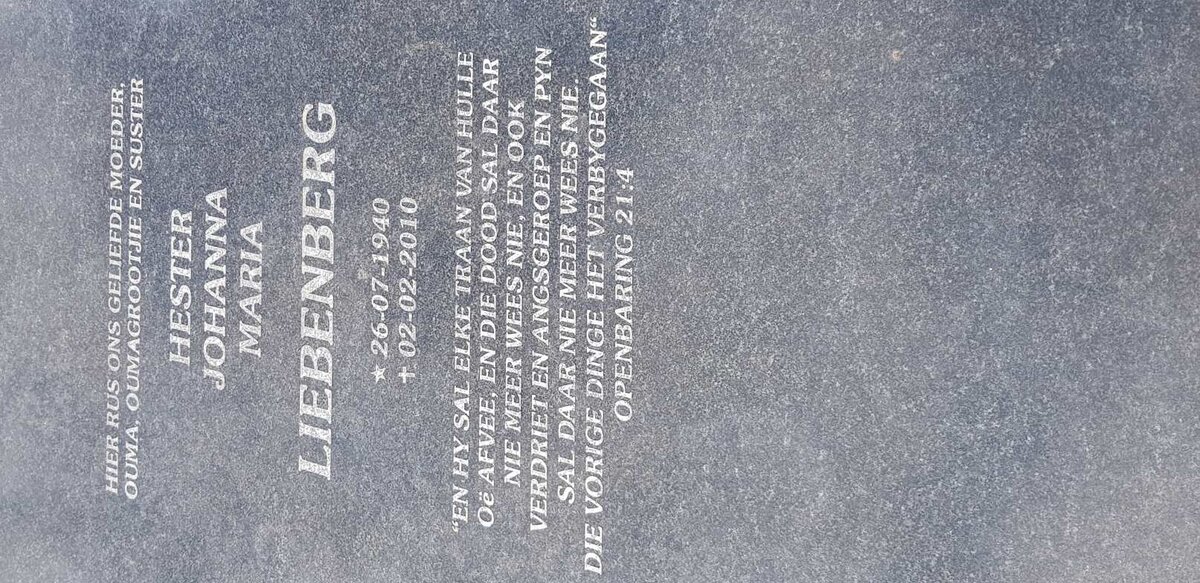 HIER RUS ONS GELIEFDE MOEDER,
OUMA, OUMAGROOTJIE EN SUSTER
HESTER
JOHANNA
MARIA
LIEBENBERG
★ 26-07-1940
✝ 02-02-2010
“EN HY SAL ELKE TRAAN VAN HULLE
Oë AFVEE, EN DIE DOOD SAL DAAR
NIE MEER WEES NIE, EN OOK
VERDRIET EN ANGSGEROEP EN PYN
SAL DAAR NIE MEER WEES NIE.
DIE VORIGE DINGE HET VERBYGEGAAN“
OPENBARING 21:4